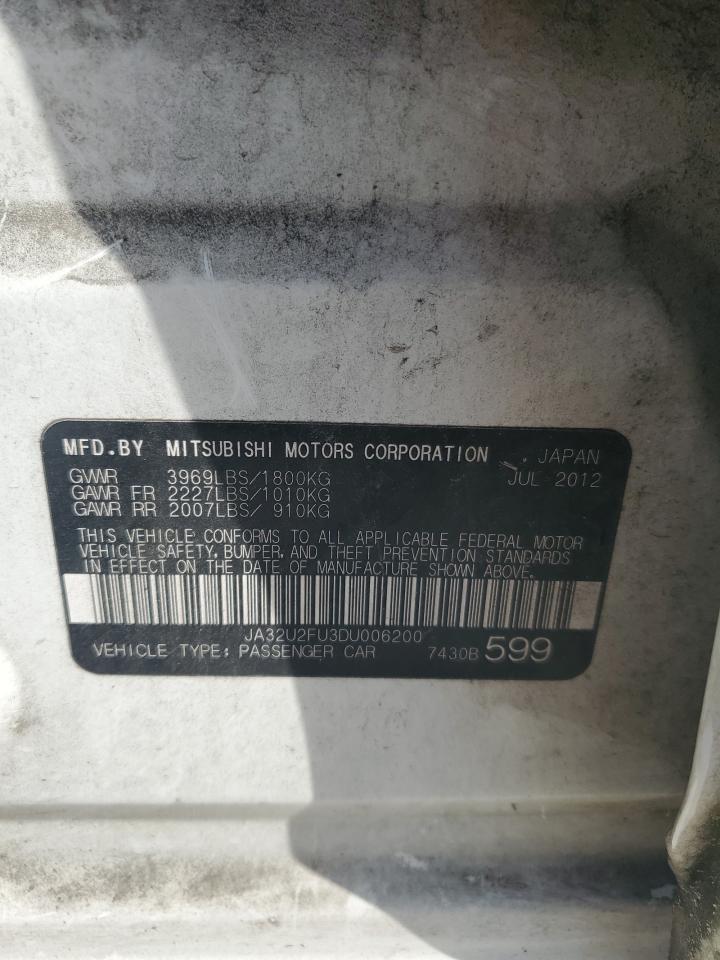 MFD.BY MITSUBISHI MOTORS CORPORATION , JAPAN
GVWR 3969LBS/1800KG JUL 2012
GAWR FR 2227LBS/1010KG
GAWR RR 2007LBS/ 910KG
THIS VEHICLE CONFORMS TO ALL APPLICABLE FEDERAL MOTOR
VEHICLE SAFETY, BUMPER, AND THEFT PREVENTION STANDARDS
IN EFFECT ON THE DATE OF MANUFACTURE SHOWN ABOVE.
JA32U2FU3DU006200
VEHICLE TYPE: PASSENGER CAR 7430B 599